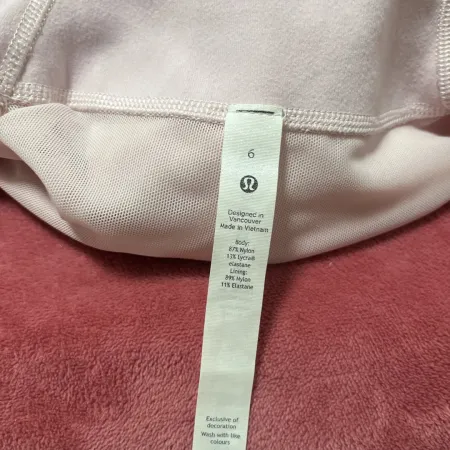 6
Designed in
Vancouver
Made in Vietnam
Body:
87% Nylon
13% Lycra®
elastane
Lining:
89% Nylon
11% Elastane
Exclusive of
decoration
Wash with like
colours